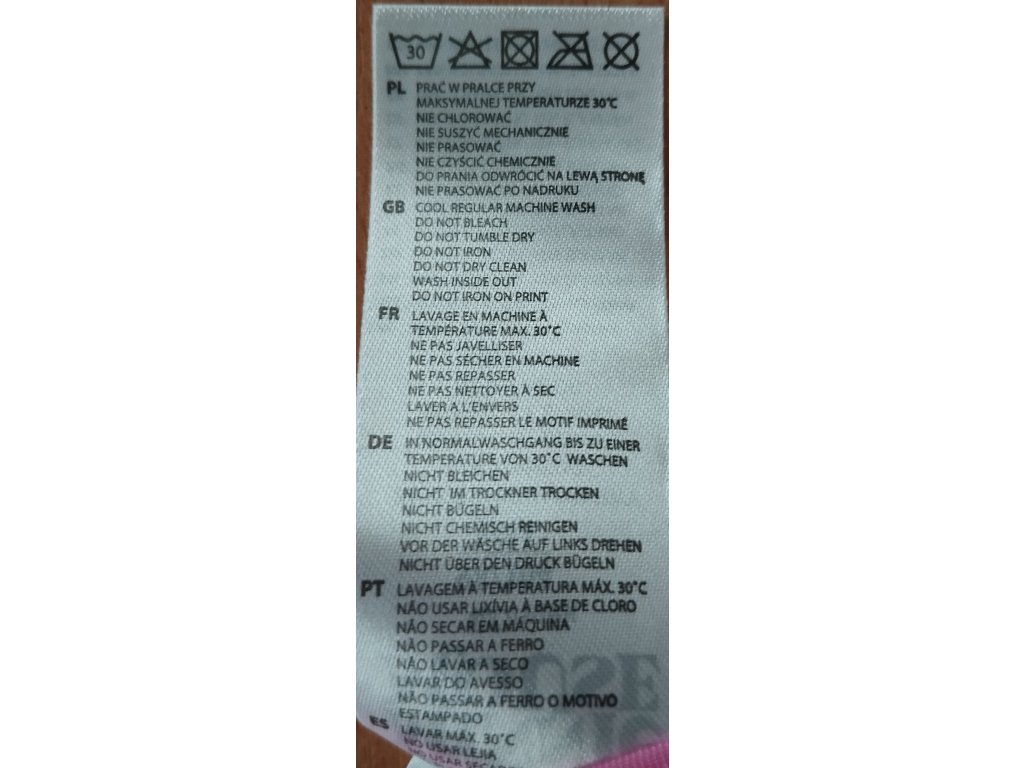 30
PL PRAĆ W PRALCE PRZY
MAKSYMALNEJ TEMPERATURZE 30°C
NIE CHLOROWAĆ
NIE SUSZYĆ MECHANICZNIE
NIE PRASOWAĆ
NIE CZYŚCIĆ CHEMICZNIE
DO PRANIA ODWRÓCIĆ NA LEWĄ STRONĘ
NIE PRASOWAĆ PO NADRUKU
GB COOL REGULAR MACHINE WASH
DO NOT BLEACH
DO NOT TUMBLE DRY
DO NOT IRON
DO NOT DRY CLEAN
WASH INSIDE OUT
DO NOT IRON ON PRINT
FR LAVAGE EN MACHINE À
TEMPÉRATURE MAX. 30°C
NE PAS JAVELLISER
NE PAS SÉCHER EN MACHINE
NE PAS REPASSER
NE PAS NETTOYER À SEC
LAVER A L'ENVERS
NE PAS REPASSER LE MOTIF IMPRIMÉ
DE IN NORMALWASCHGANG BIS ZU EINER
TEMPERATURE VON 30°C WASCHEN
NICHT BLEICHEN
NICHT IM TROCKNER TROCKEN
NICHT BÜGELN
NICHT CHEMISCH REINIGEN
VOR DER WÄSCHE AUF LINKS DREHEN
NICHT ÜBER DEN DRUCK BÜGELN
PT LAVAGEM À TEMPERATURA MÁX. 30°C
NÃO USAR LIXÍVIA À BASE DE CLORO
NÃO SECAR EM MÁQUINA
NÃO PASSAR A FERRO
NÃO LAVAR A SECO
LAVAR DO AVESSO
NÃO PASSAR A FERRO O MOTIVO
ESTAMPADO
ES LAVAR MÁX. 30°C
NO USAR LEJIA
NO USAR